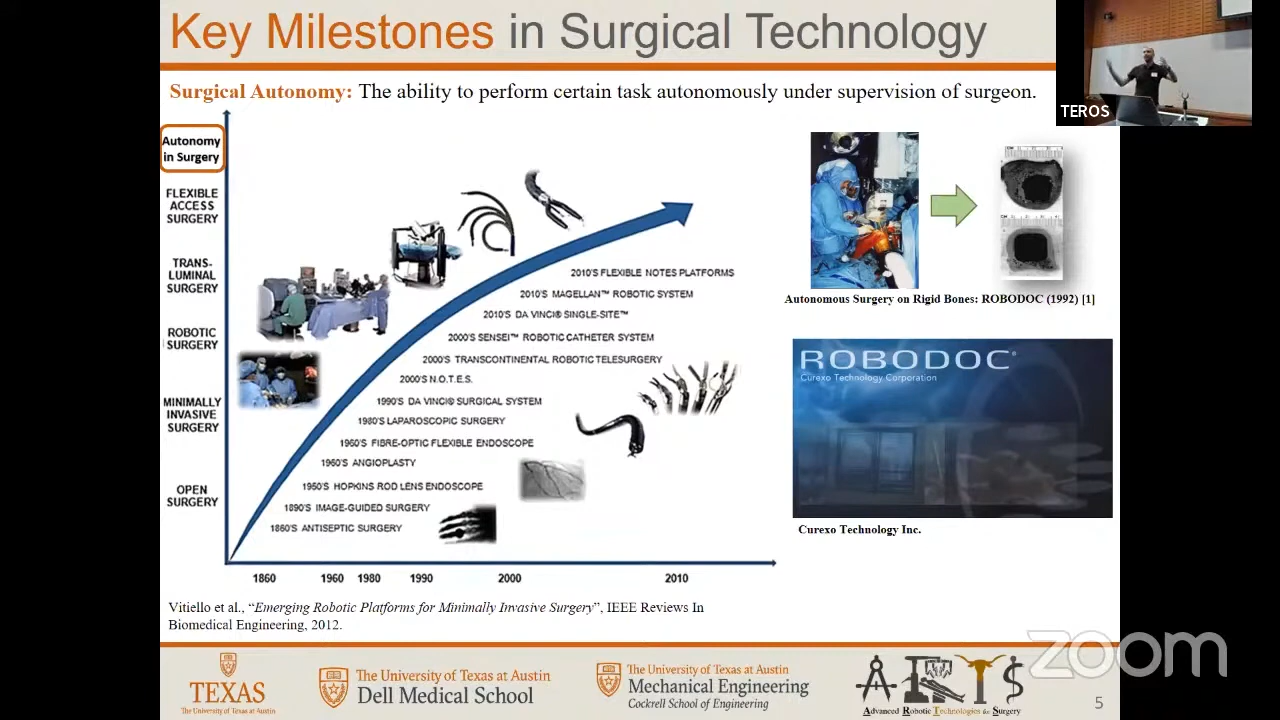 Key Milestones in Surgical Technology
TEROS
Surgical Autonomy: The ability to perform certain task autonomously under supervision of surgeon.
Autonomy
in Surgery
FLEXIBLE
ACCESS
SURGERY
TRANS-
LUMINAL
SURGERY
ROBOTIC
SURGERY
MINIMALLY
INVASIVE
SURGERY
OPEN
SURGERY
2010'S FLEXIBLE NOTES PLATFORMS
2010'S MAGELLAN™ ROBOTIC SYSTEM
2010'S DA VINCI® SINGLE-SITE™
2000'S SENSEI™ ROBOTIC CATHETER SYSTEM
2000'S TRANSCONTINENTAL ROBOTIC TELESURGERY
2000'S N.O.T.E.S.
1990'S DA VINCI® SURGICAL SYSTEM
1980'S LAPAROSCOPIC SURGERY
1960'S FIBRE-OPTIC FLEXIBLE ENDOSCOPE
1960'S ANGIOPLASTY
1950'S HOPKINS ROD LENS ENDOSCOPE
1890'S IMAGE-GUIDED SURGERY
1860'S ANTISEPTIC SURGERY
1860 1960 1980 1990 2000 2010
Autonomous Surgery on Rigid Bones: ROBODOC (1992) [1]
ROBODOC®
Curexo Technology Corporation
Curexo Technology Inc.
Vitiello et al., “Emerging Robotic Platforms for Minimally Invasive Surgery”, IEEE Reviews In
Biomedical Engineering, 2012.
TEXAS
The University of Texas at Austin
The University of Texas at Austin
Dell Medical School
The University of Texas at Austin
Mechanical Engineering
Cockrell School of Engineering
ARTS
Advanced Robotic Technologies for Surgery
zoom
5